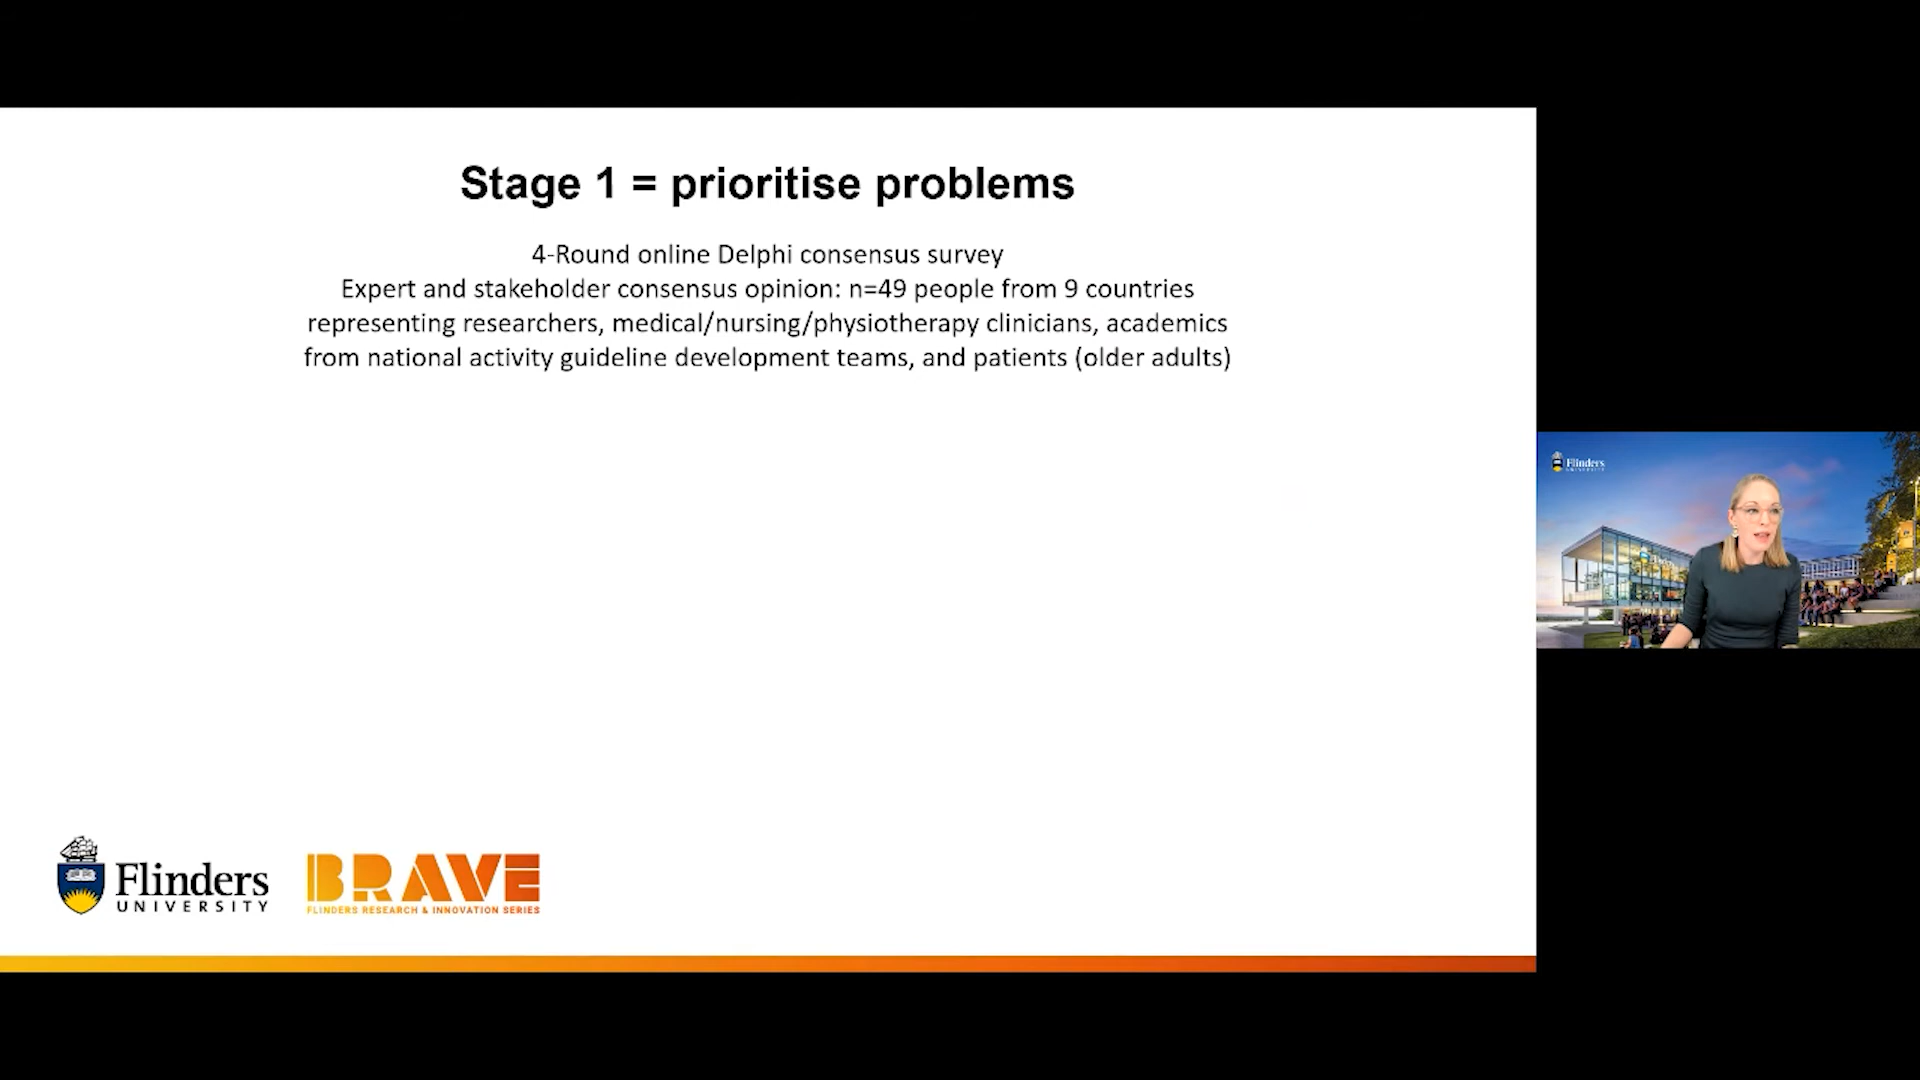 Stage 1 = prioritise problems
4-Round online Delphi consensus survey
Expert and stakeholder consensus opinion: n=49 people from 9 countries
representing researchers, medical/nursing/physiotherapy clinicians, academics
from national activity guideline development teams, and patients (older adults)
Flinders
UNIVERSITY
BRAVE
FLINDERS RESEARCH & INNOVATION SERIES
Flinders
UNIVERSITY